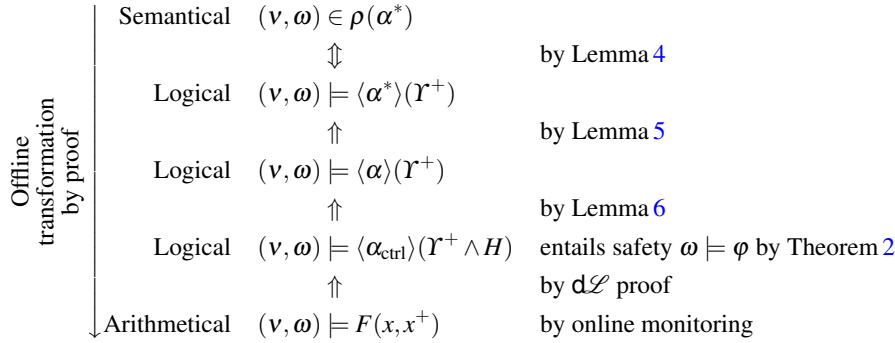 Semantical (ν, ω) ∈ ρ(α*)
⇕ by Lemma 4
Logical (ν, ω) ⊨ ⟨α*⟩(ϒ⁺)
⇑ by Lemma 5
Logical (ν, ω) ⊨ ⟨α⟩(ϒ⁺)
⇑ by Lemma 6
Logical (ν, ω) ⊨ ⟨α_ctrl⟩(ϒ⁺ ∧ H) entails safety ω ⊨ φ by Theorem 2
⇑ by dℒ proof
Arithmetical (ν, ω) ⊨ F(x, x⁺) by online monitoring
Offline
transformation
by proof